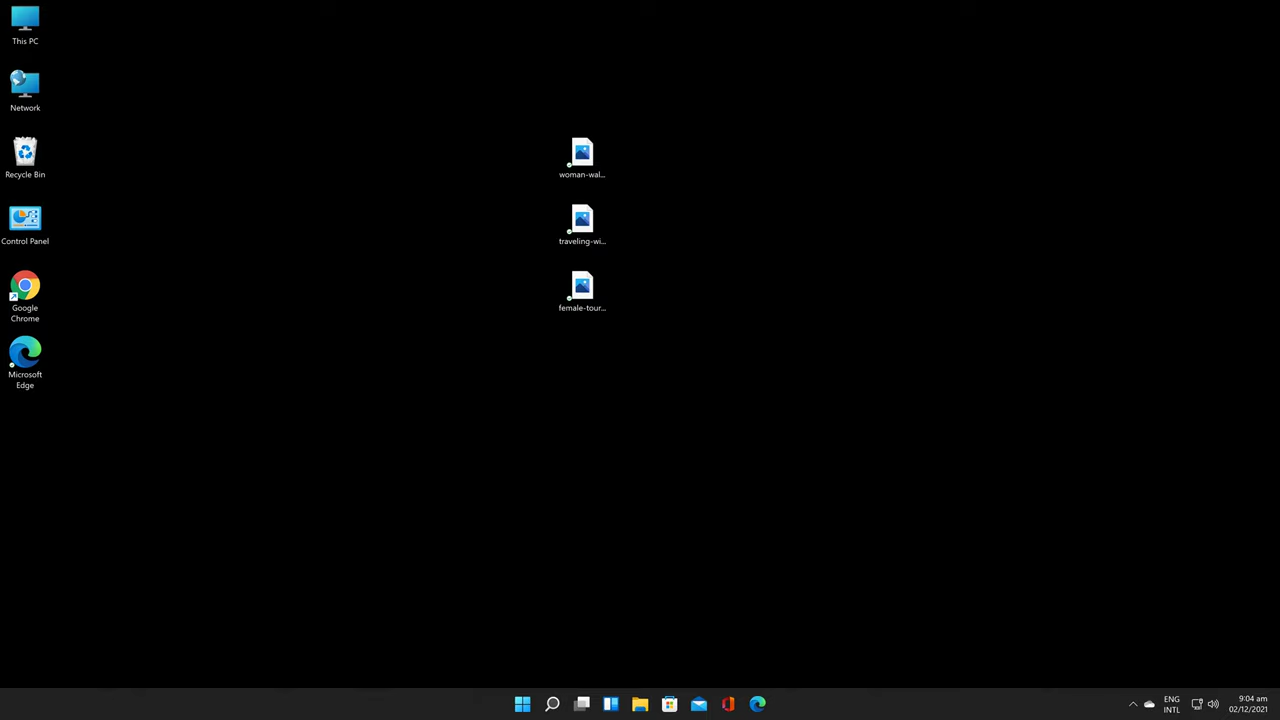 This PC
Network
Recycle Bin
Control Panel
Google
Chrome
Microsoft
Edge
woman-wal...
traveling-wi...
female-tour...
ENG
INTL
9:04 am
02/12/2021